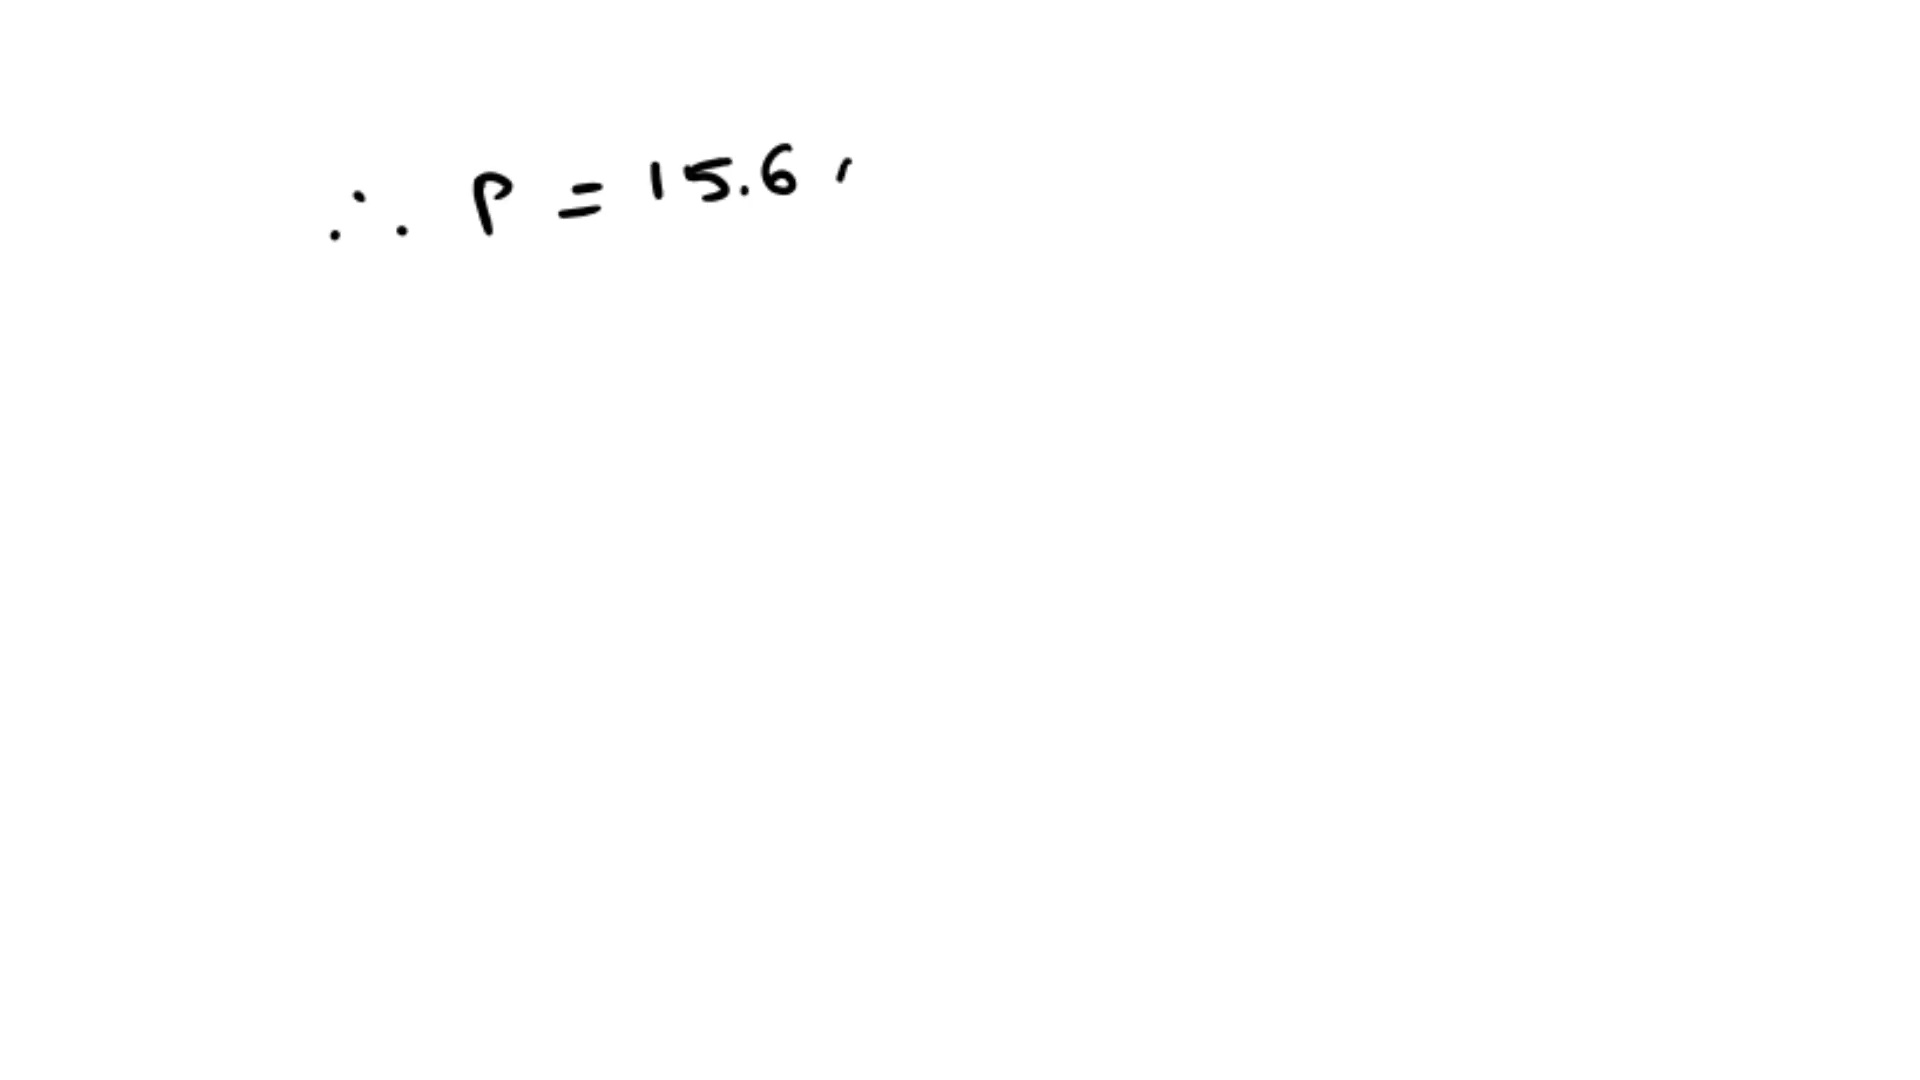 ∴ P = 15.6